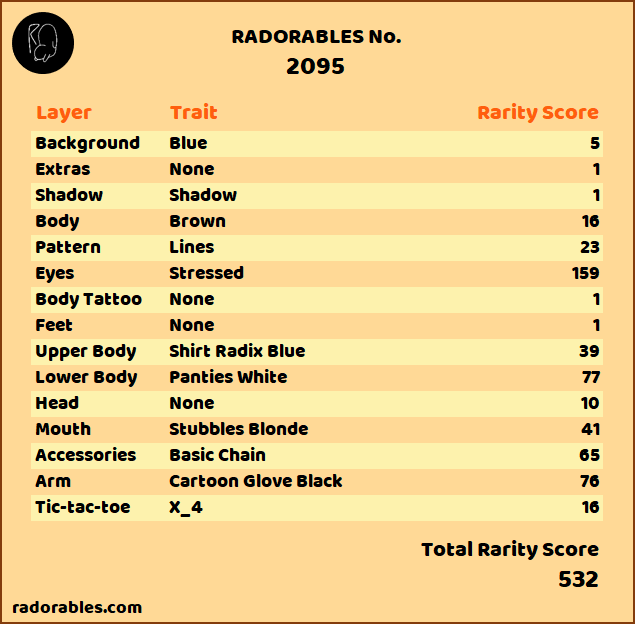 RADORABLES No.
2095
Layer Trait Rarity Score
Background Blue 5
Extras None 1
Shadow Shadow 1
Body Brown 16
Pattern Lines 23
Eyes Stressed 159
Body Tattoo None 1
Feet None 1
Upper Body Shirt Radix Blue 39
Lower Body Panties White 77
Head None 10
Mouth Stubbles Blonde 41
Accessories Basic Chain 65
Arm Cartoon Glove Black 76
Tic-tac-toe X_4 16
Total Rarity Score
532
radorables.com